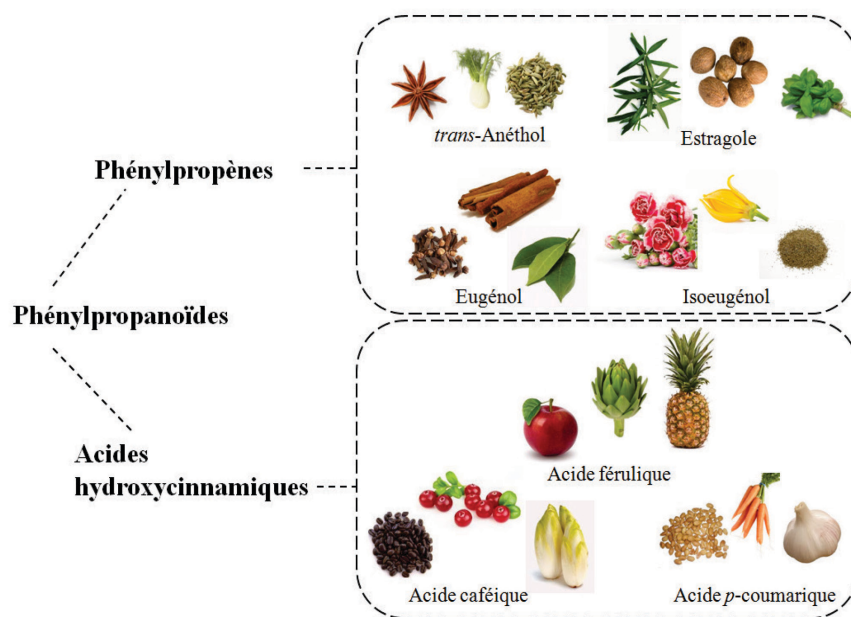 trans-Anéthol
Estragole
Phénylpropènes
Eugénol
Isoeugénol
Phénylpropanoïdes
Acides
hydroxycinnamiques
Acide férulique
Acide caféique
Acide p-coumarique